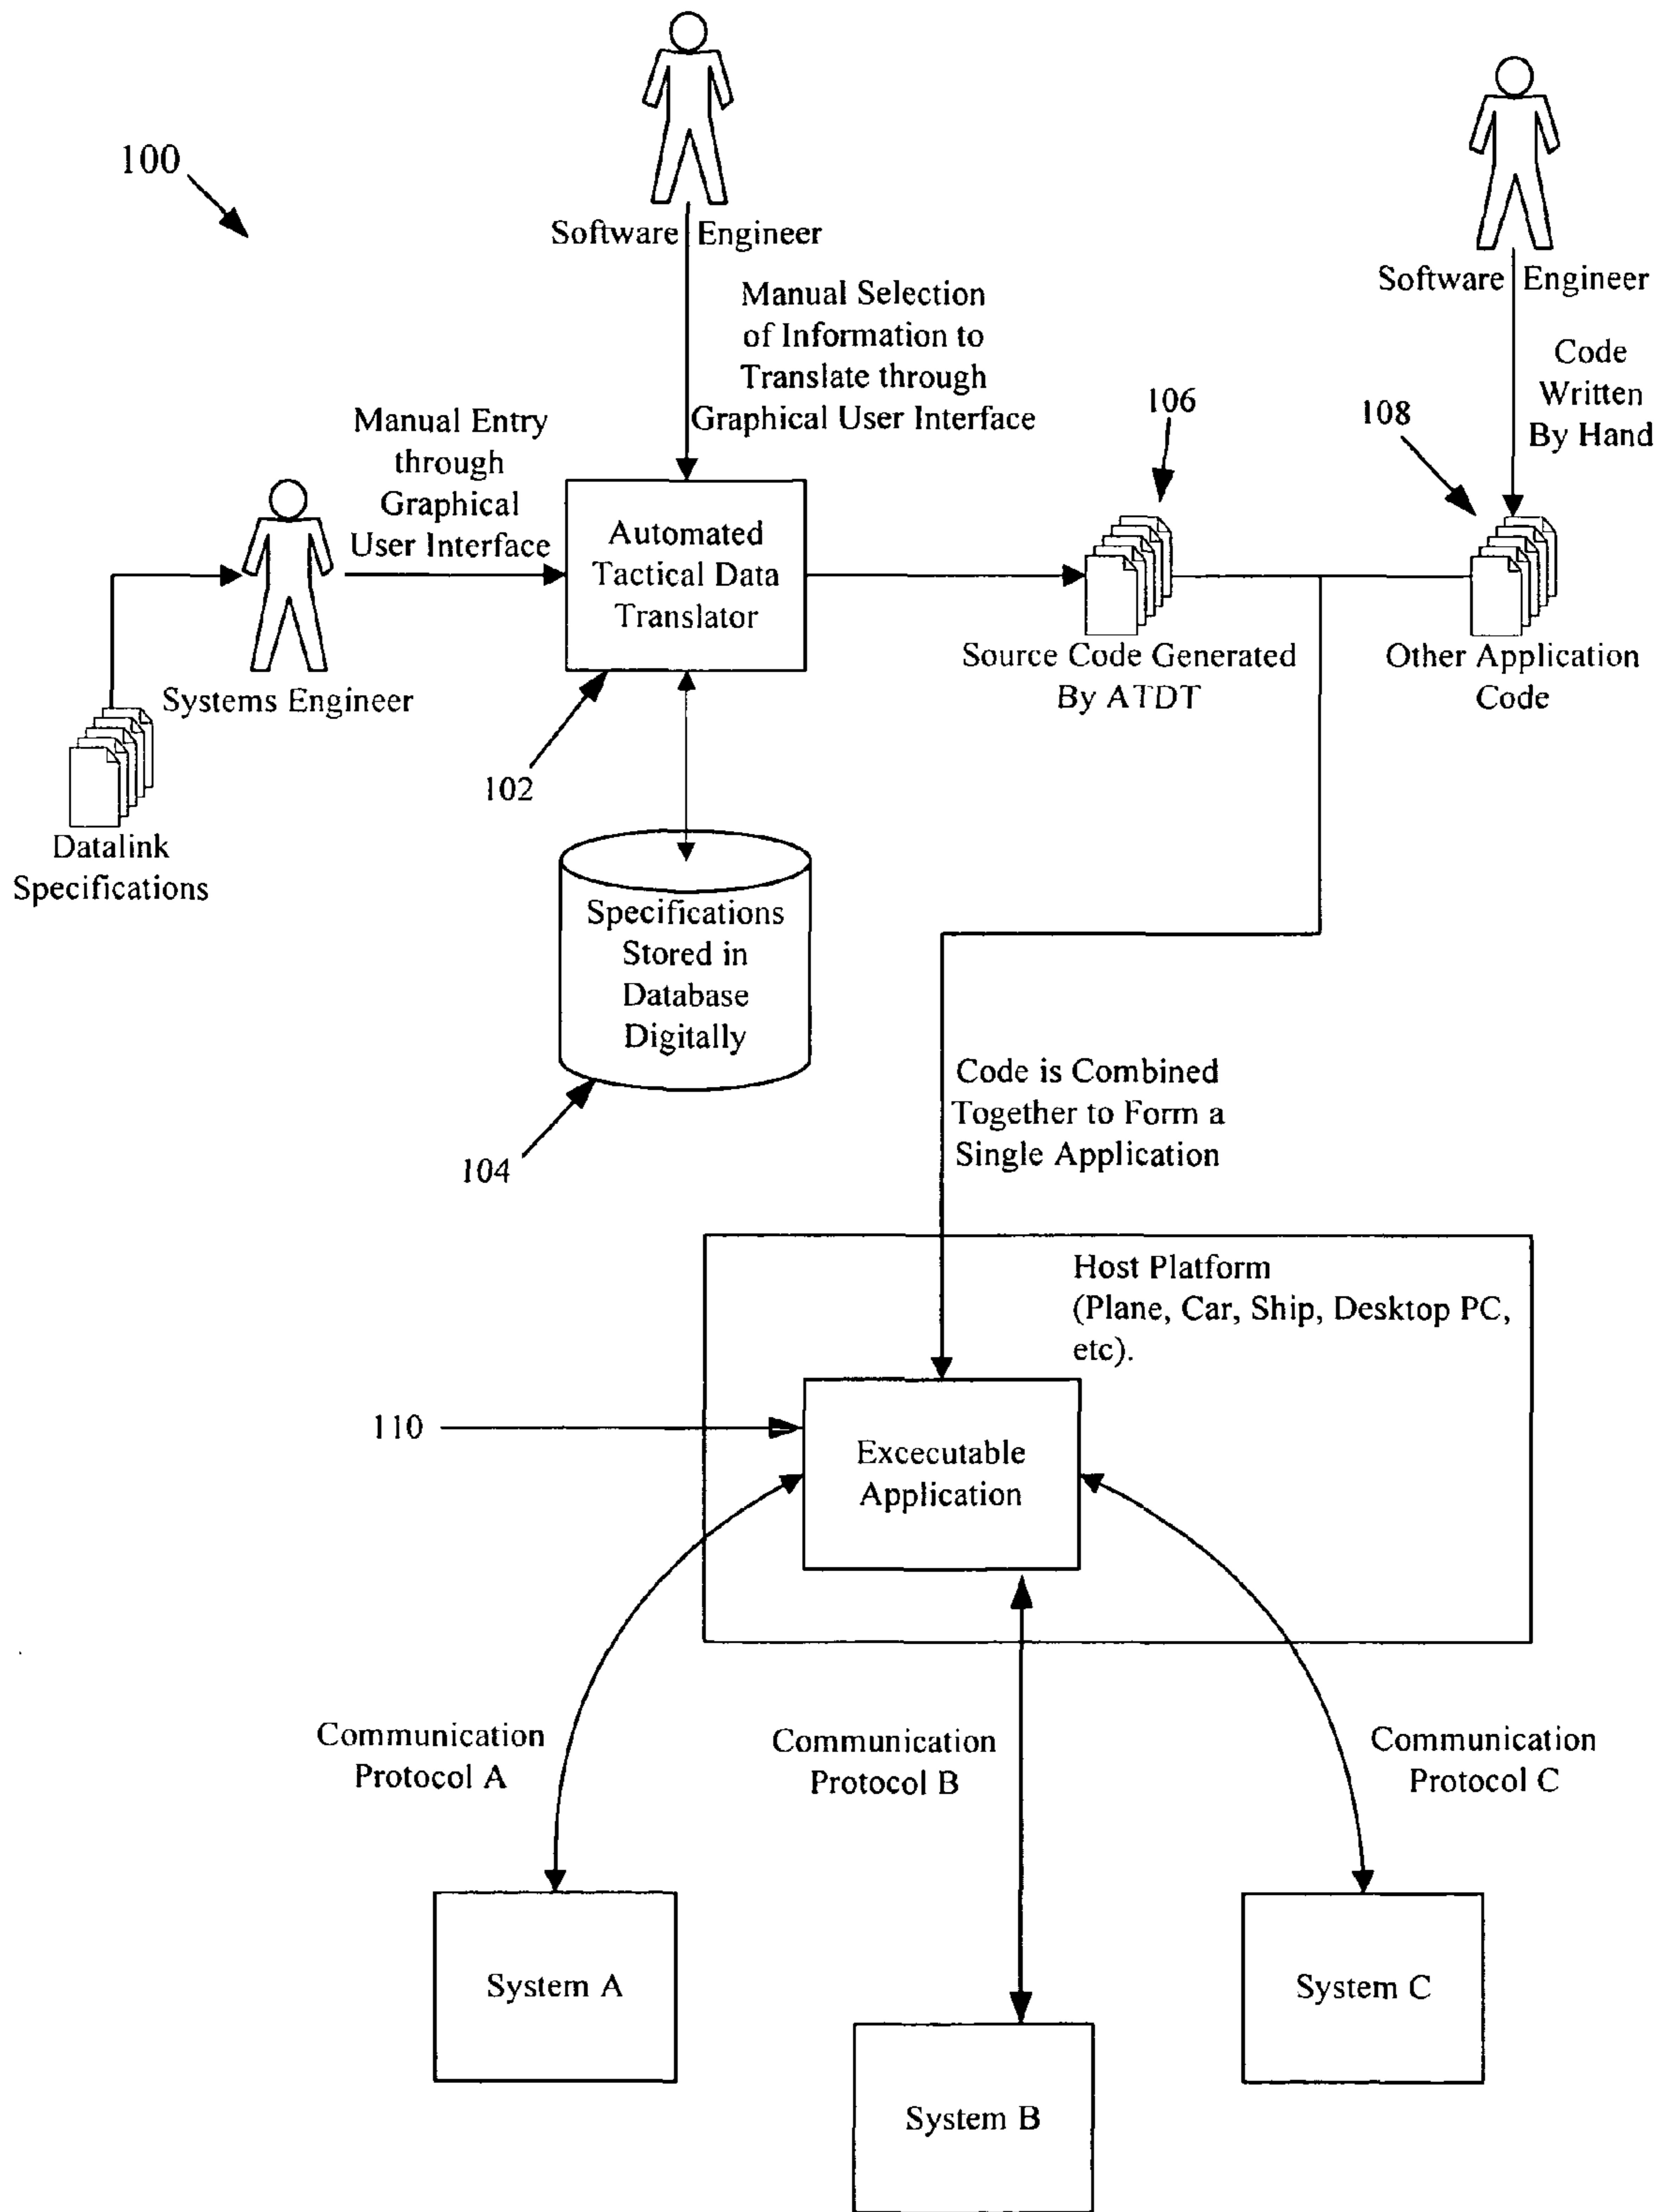 100
Software Engineer
Manual Selection
of Information to
Translate through
Graphical User Interface
Software Engineer
Code
Written
By Hand
106
108
Manual Entry
through
Graphical
User Interface
Automated
Tactical Data
Translator
Systems Engineer
Source Code Generated
By ATDT
Other Application
Code
102
Datalink
Specifications
Specifications
Stored in
Database
Digitally
104
Code is Combined
Together to Form a
Single Application
Host Platform
(Plane, Car, Ship, Desktop PC,
etc).
110
Excecutable
Application
Communication
Protocol A
Communication
Protocol B
Communication
Protocol C
System A
System B
System C